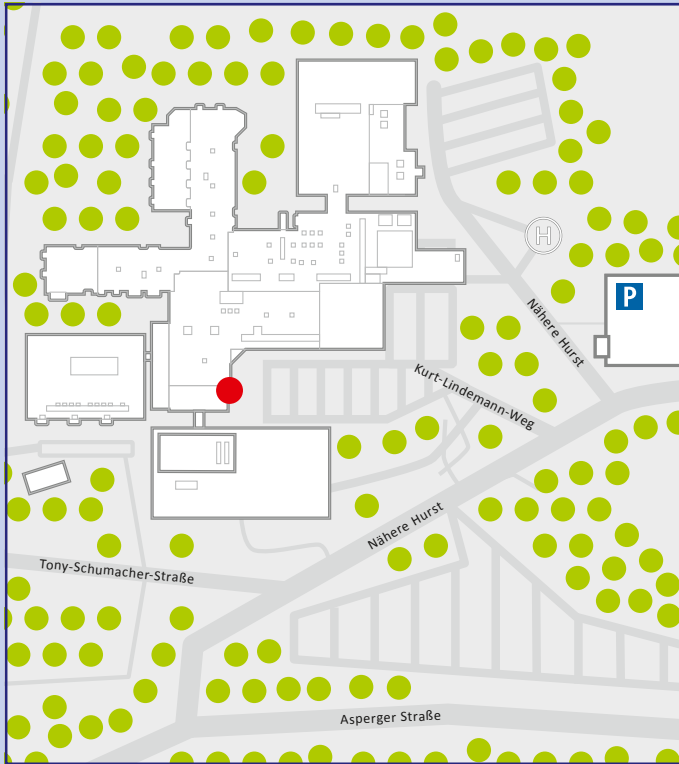 H
P
Nähere Hurst
Kurt-Lindemann-Weg
Nähere Hurst
Tony-Schumacher-Straße
Asperger Straße